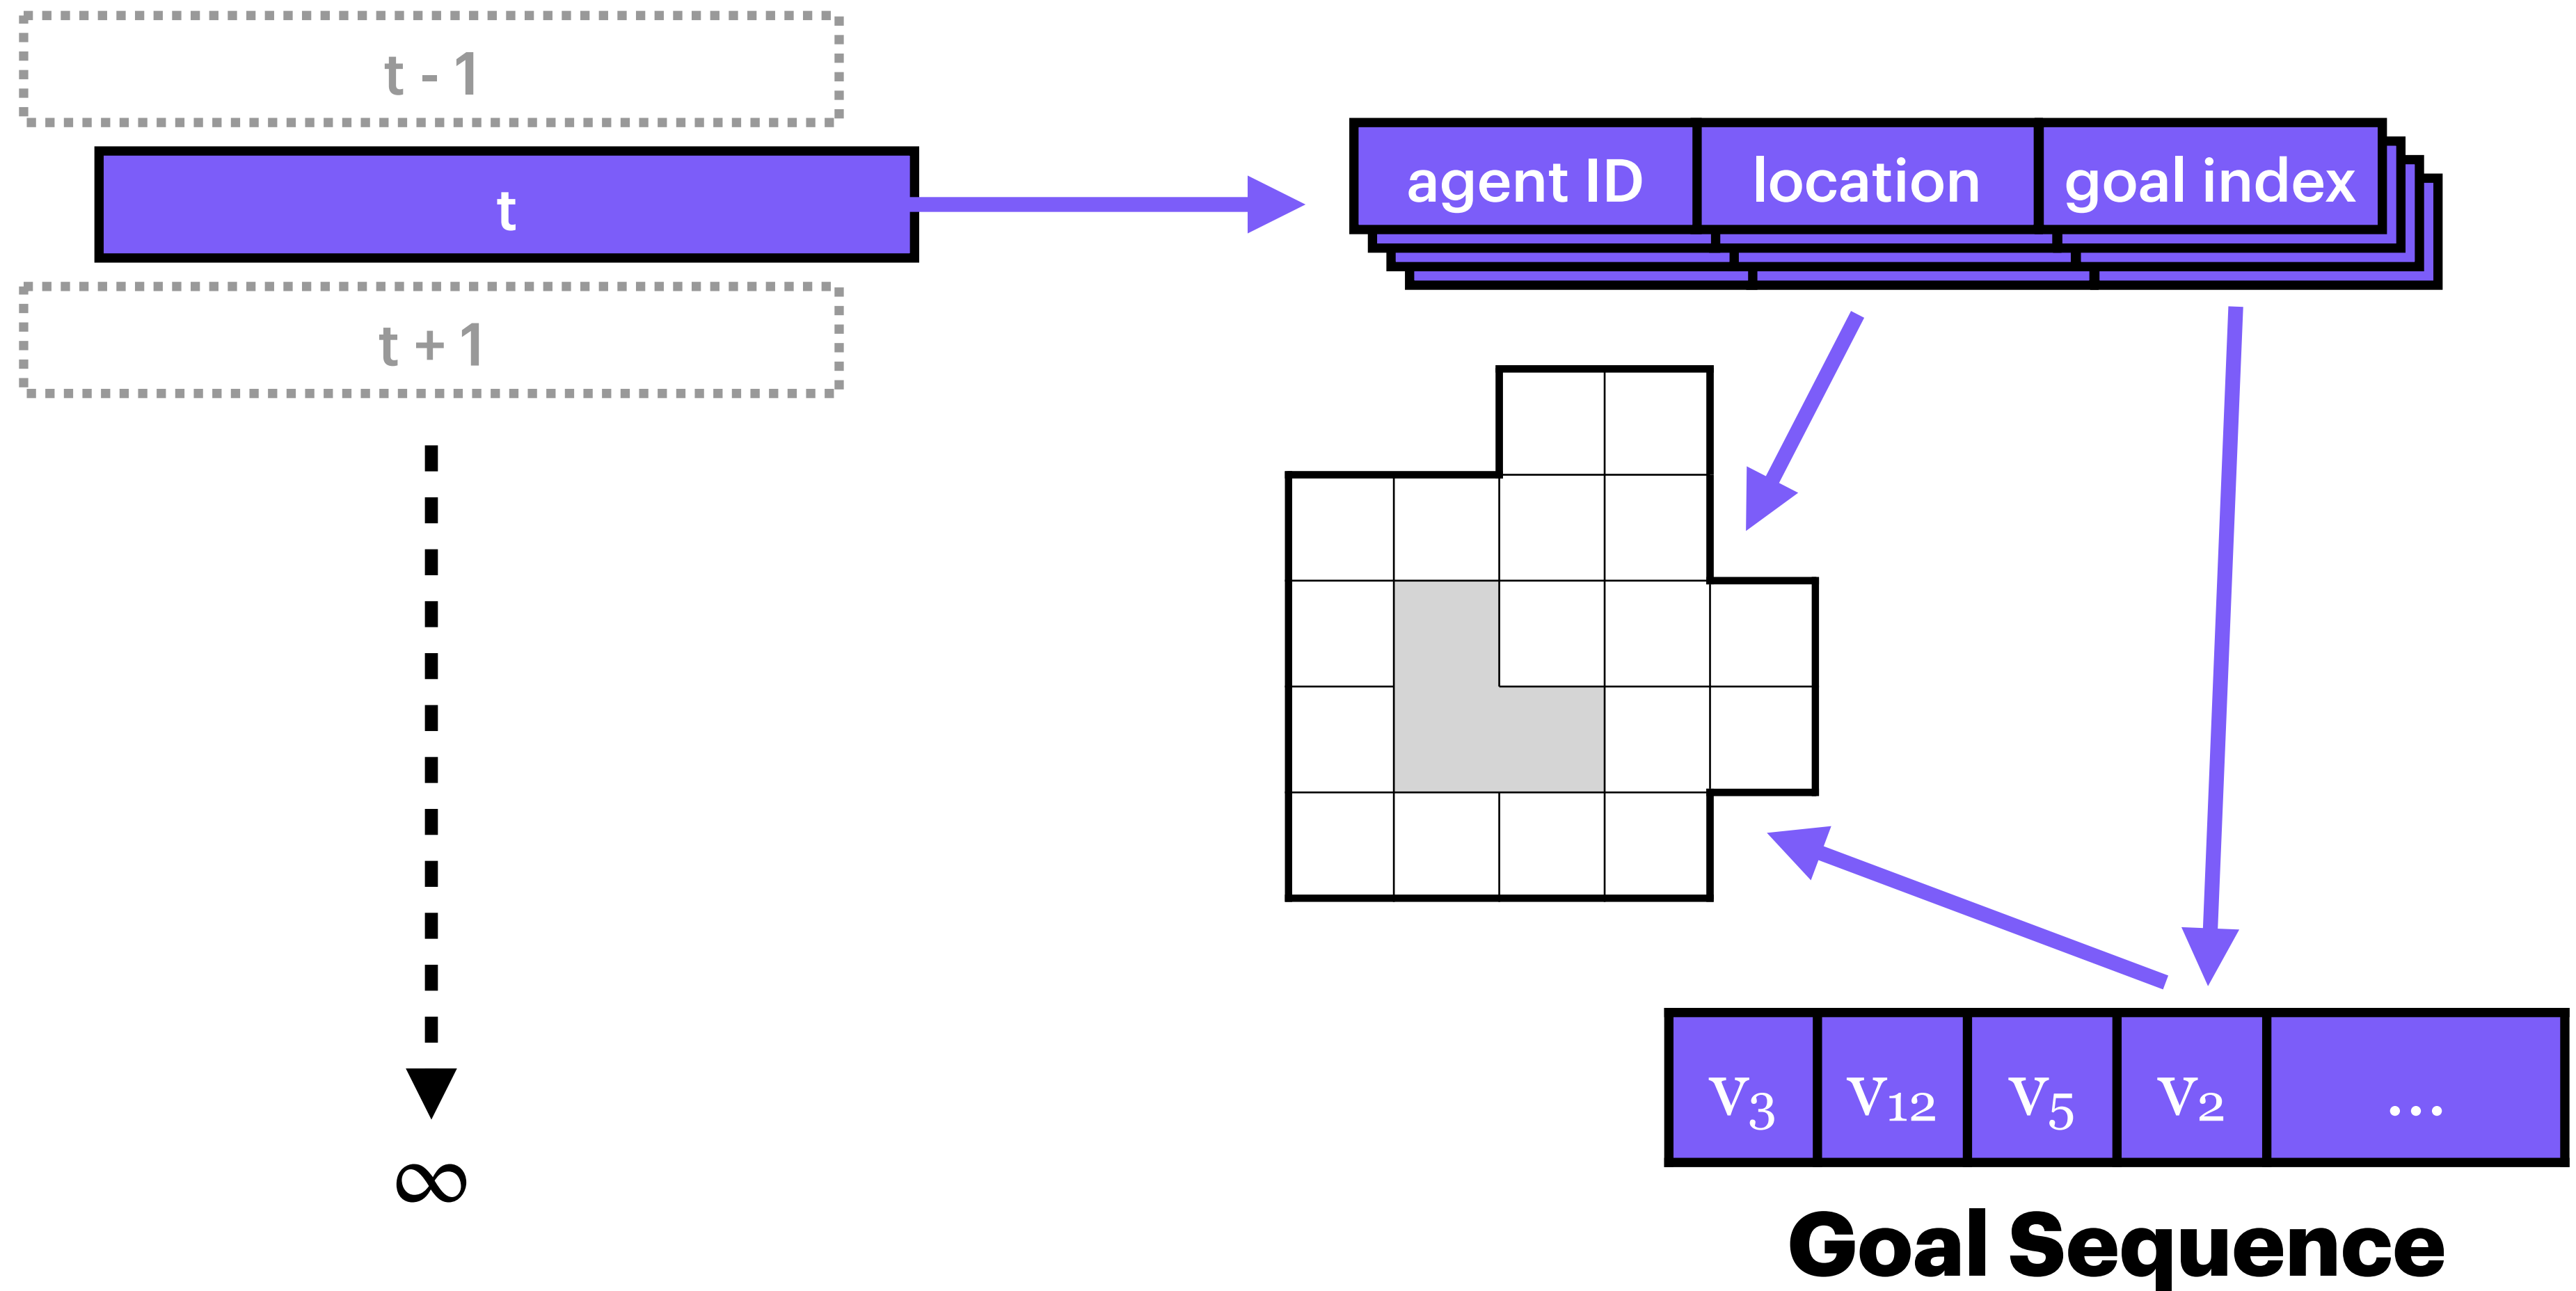 t - 1
t
t + 1
∞
agent ID location goal index
v₃ v₁₂ v₅ v₂ ...
Goal Sequence